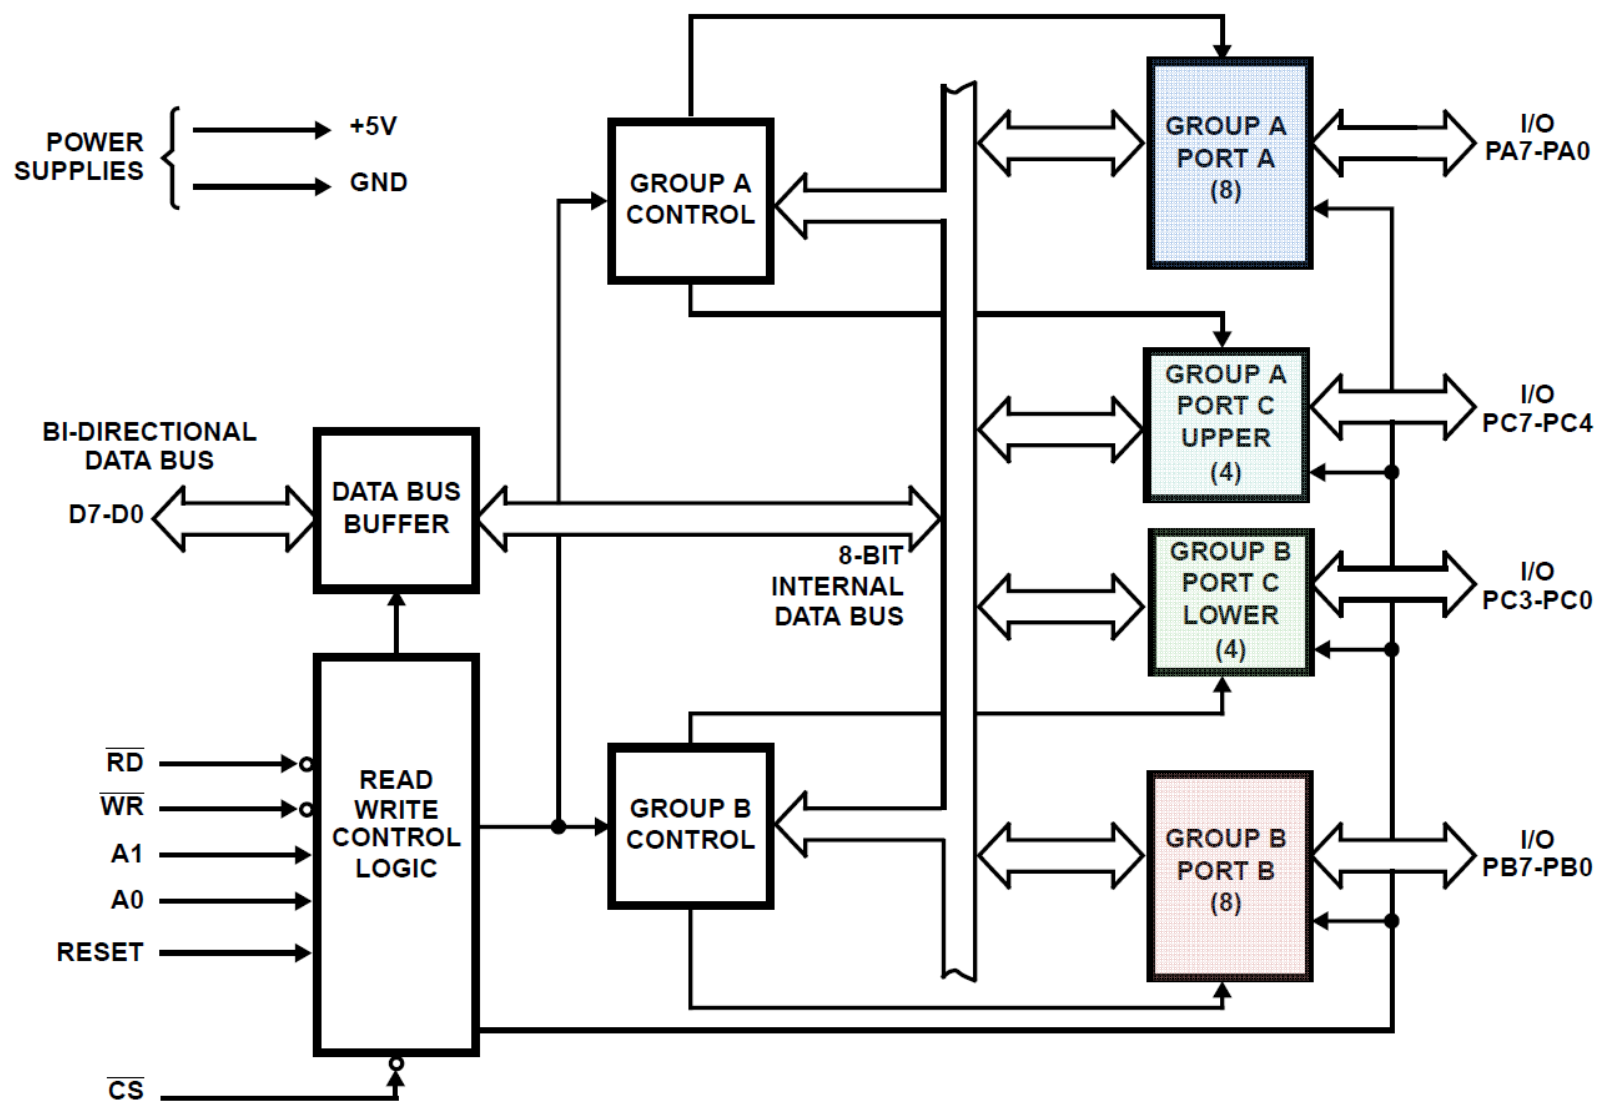 POWER
SUPPLIES
+5V
GND
GROUP A
CONTROL
GROUP A
PORT A
(8)
I/O
PA7-PA0
GROUP A
PORT C
UPPER
(4)
I/O
PC7-PC4
BI-DIRECTIONAL
DATA BUS
D7-D0
DATA BUS
BUFFER
8-BIT
INTERNAL
DATA BUS
GROUP B
PORT C
LOWER
(4)
I/O
PC3-PC0
RD
WR
A1
A0
RESET
CS
READ
WRITE
CONTROL
LOGIC
GROUP B
CONTROL
GROUP B
PORT B
(8)
I/O
PB7-PB0